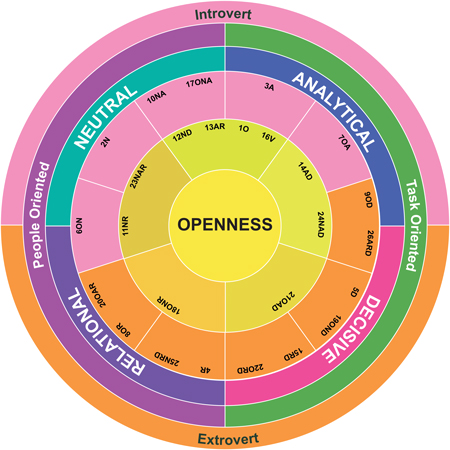 Introvert
People Oriented
Task Oriented
Extrovert
NEUTRAL
ANALYTICAL
DECISIVE
RELATIONAL
6ON
2N
10NA
17ONA
3A
7OA
9OD
26ARD
5D
19OND
15RD
22ORD
4R
25NRD
8OR
20OAR
11NR
23NAR
12ND
13AR
1O
16V
14AD
24NAD
21OAD
18ONR
OPENNESS